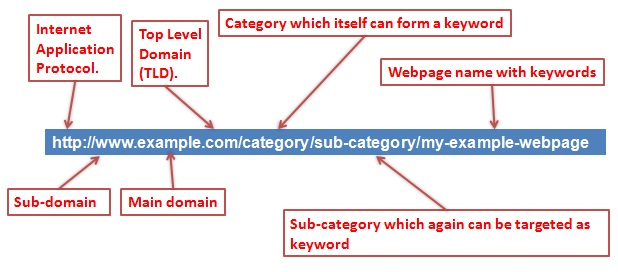 Internet
Application
Protocol.
Top Level
Domain
(TLD).
Category which itself can form a keyword
Webpage name with keywords
http://www.example.com/category/sub-category/my-example-webpage
Sub-domain
Main domain
Sub-category which again can be targeted as
keyword